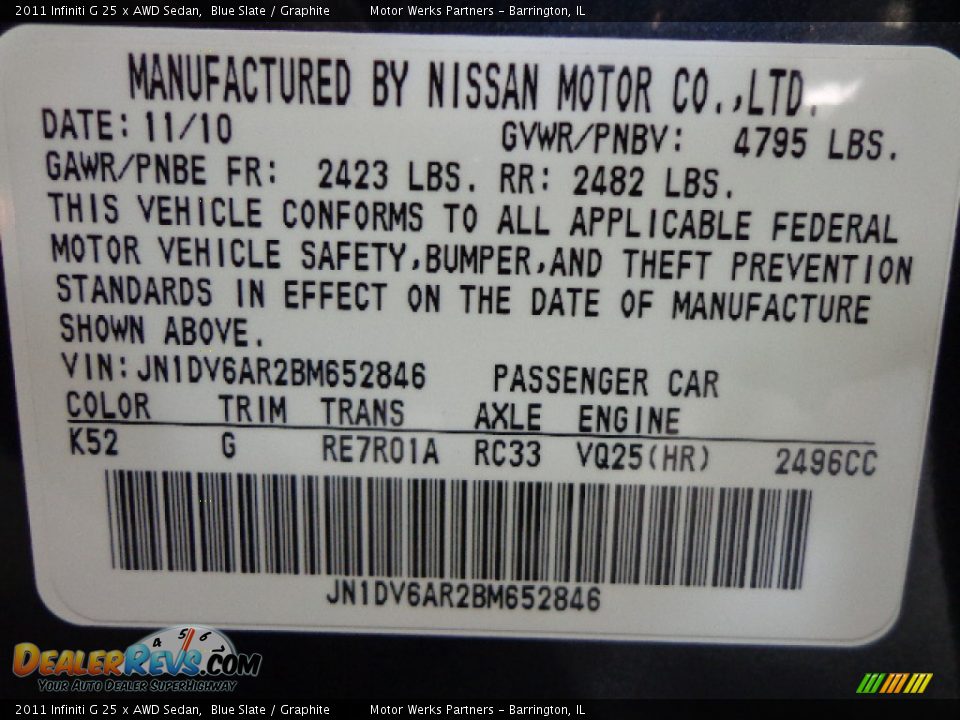 2011 Infiniti G 25 x AWD Sedan,  Blue Slate / Graphite   Motor Werks Partners - Barrington, IL
MANUFACTURED BY NISSAN MOTOR CO.,LTD.
DATE: 11/10   GVWR/PNBV:   4795 LBS.
GAWR/PNBE FR:  2423 LBS. RR: 2482 LBS.
THIS VEHICLE CONFORMS TO ALL APPLICABLE FEDERAL
MOTOR VEHICLE SAFETY,BUMPER,AND THEFT PREVENTION
STANDARDS IN EFFECT ON THE DATE OF MANUFACTURE
SHOWN ABOVE.
VIN:JN1DV6AR2BM652846   PASSENGER CAR
COLOR   TRIM   TRANS   AXLE   ENGINE
K52   G   RE7R01A   RC33   VQ25(HR)   2496CC
JN1DV6AR2BM652846
4 5 6 7
DEALERREVS.COM
YOUR AUTO DEALER SUPERHIGHWAY
2011 Infiniti G 25 x AWD Sedan,  Blue Slate / Graphite   Motor Werks Partners - Barrington, IL